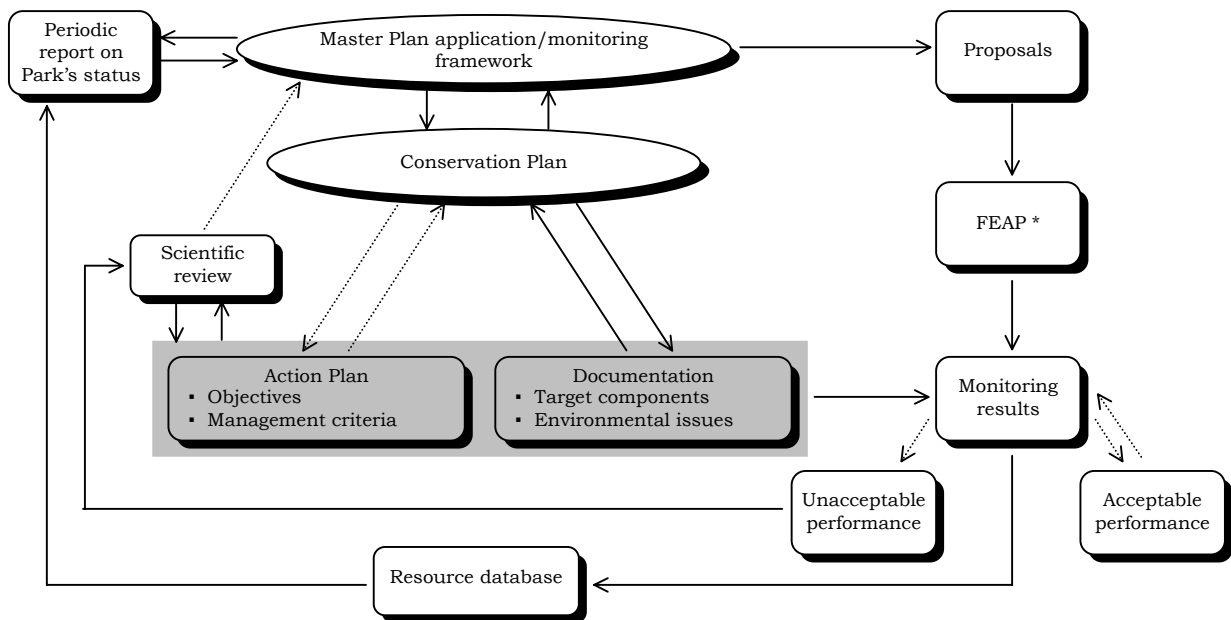 Periodic
report on
Park's status
Master Plan application/monitoring
framework
Proposals
Conservation Plan
FEAP *
Scientific
review
Action Plan
▪ Objectives
▪ Management criteria
Documentation
▪ Target components
▪ Environmental issues
Monitoring
results
Unacceptable
performance
Acceptable
performance
Resource database